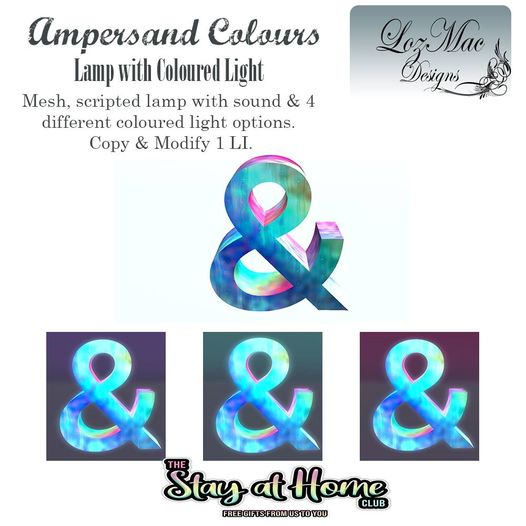 Ampersand Colours
Lamp with Coloured Light
Mesh, scripted lamp with sound & 4
different coloured light options.
Copy & Modify 1 LI.
LozMac
Designs
&
& & &
THE
Stay at Home
CLUB
FREE GIFTS FROM US TO YOU